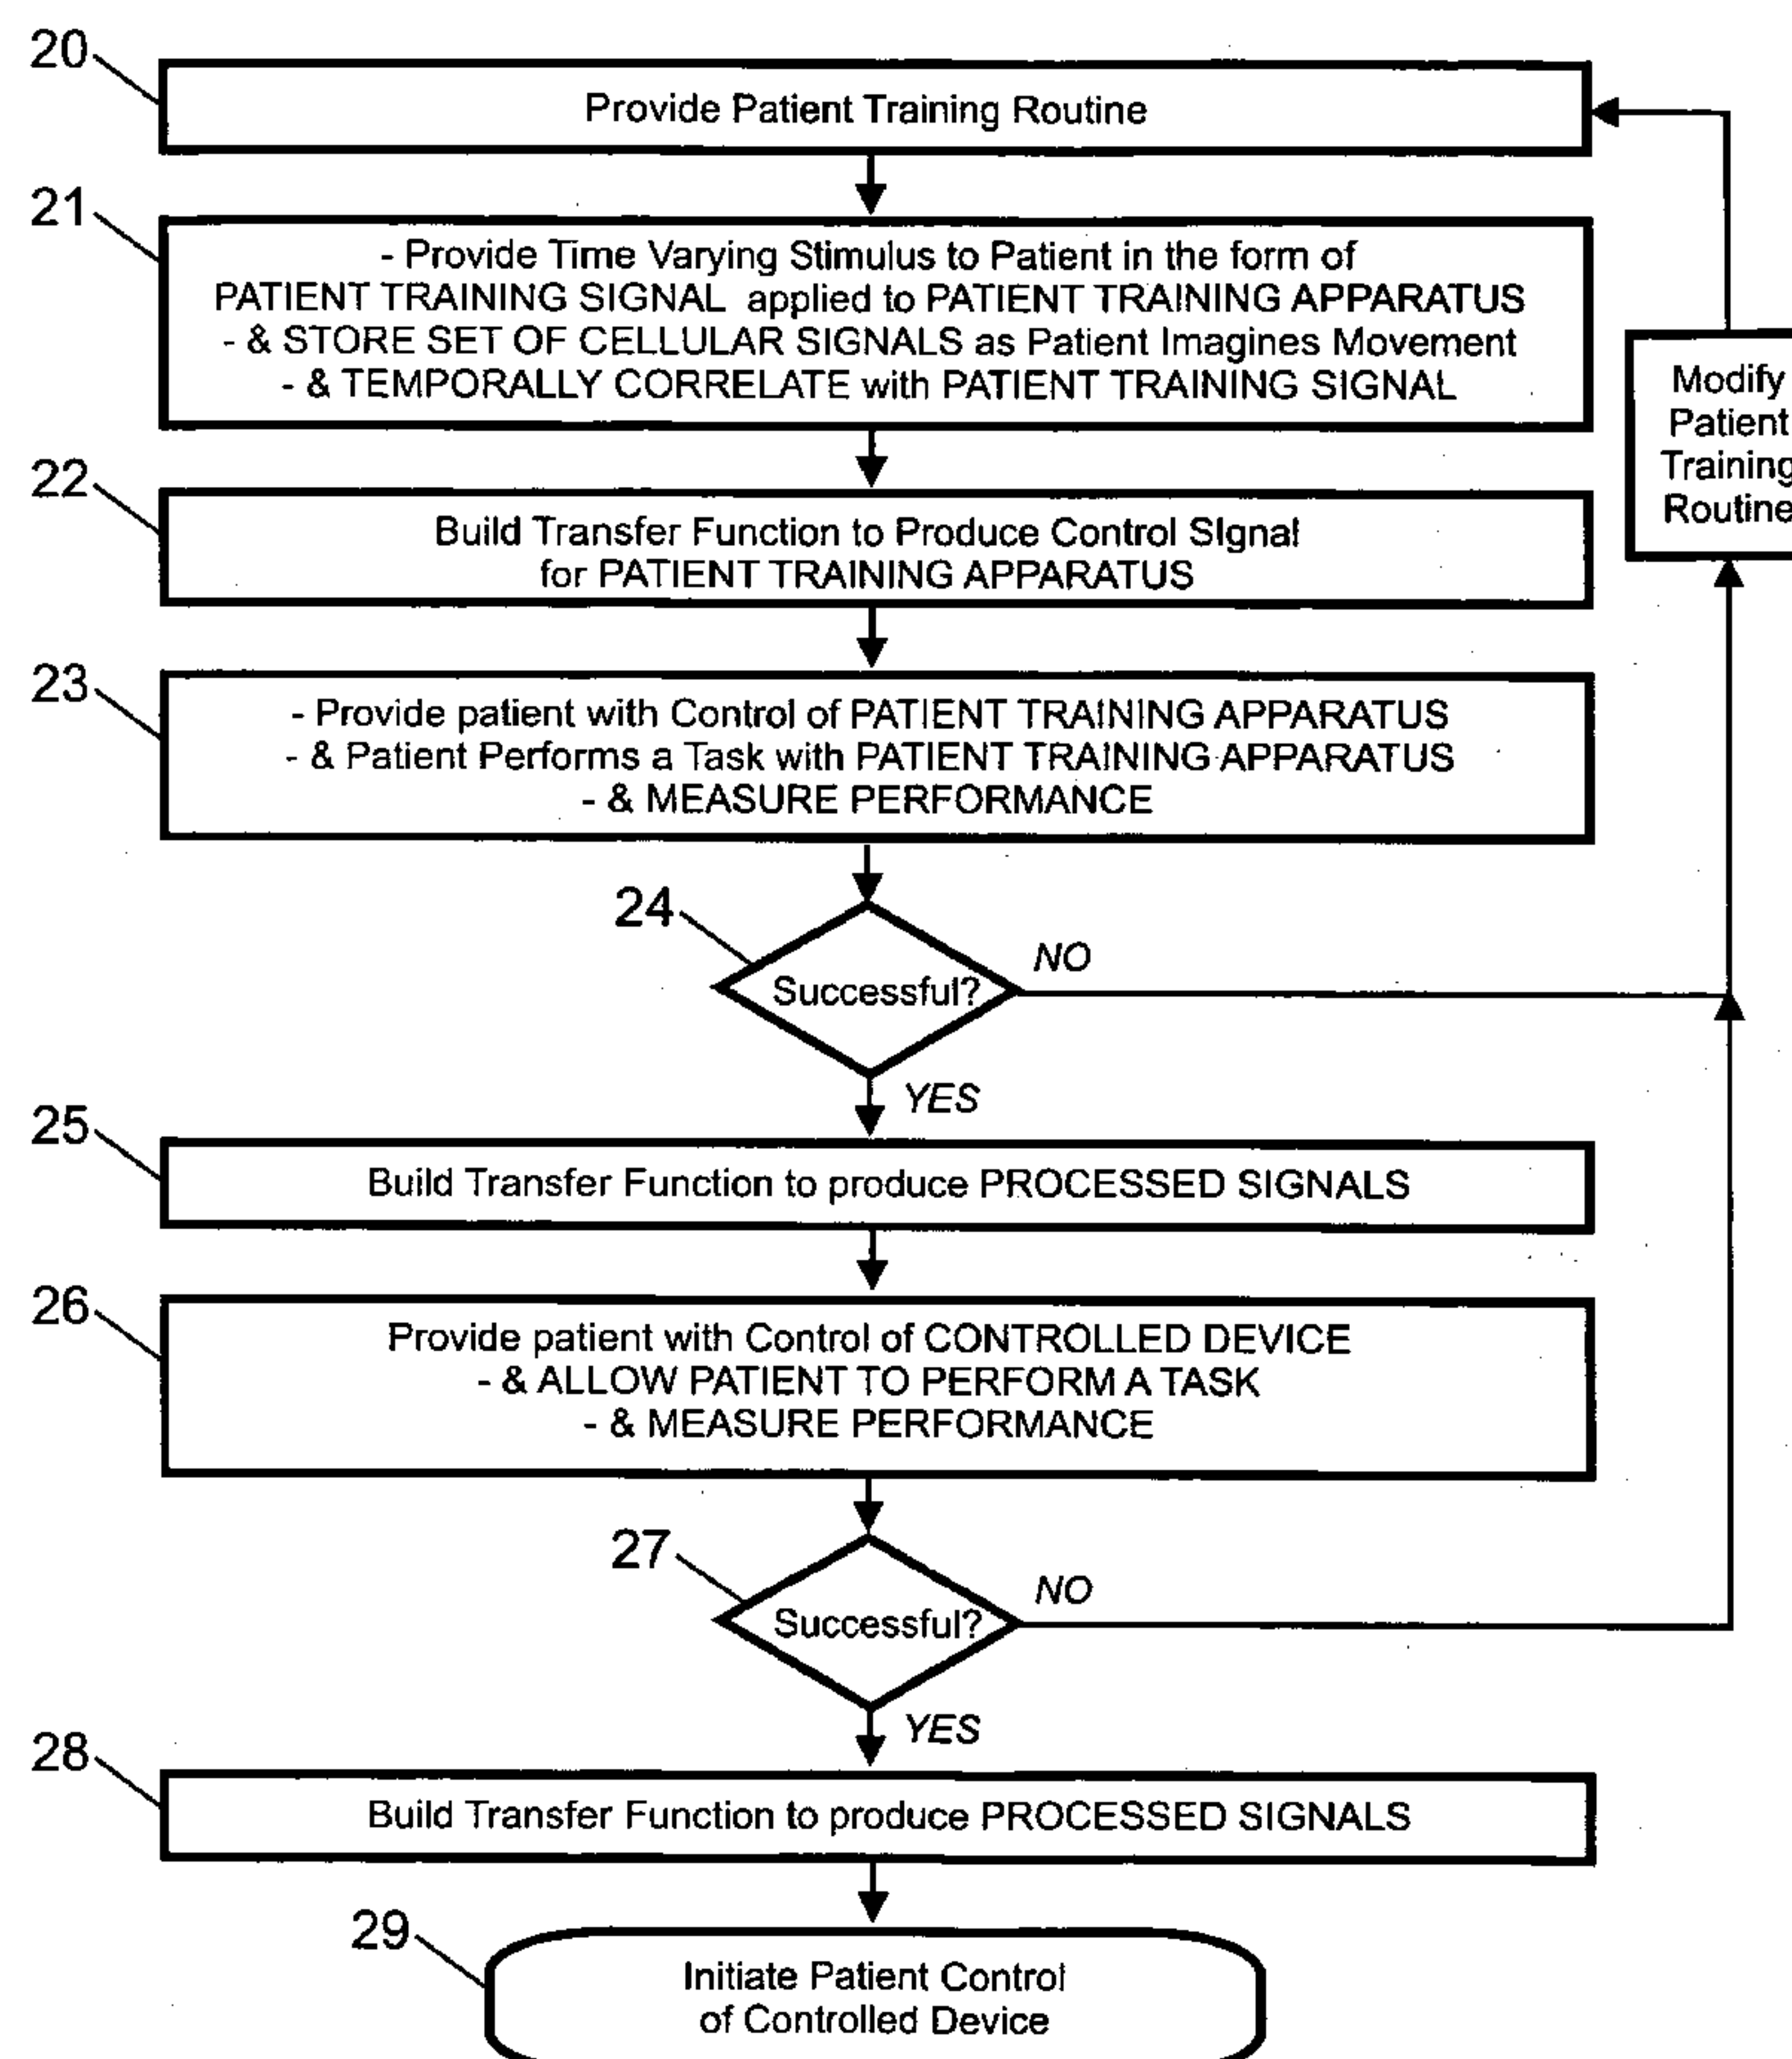 20
Provide Patient Training Routine
21
- Provide Time Varying Stimulus to Patient in the form of
PATIENT TRAINING SIGNAL applied to PATIENT TRAINING APPARATUS
- & STORE SET OF CELLULAR SIGNALS as Patient Imagines Movement
- & TEMPORALLY CORRELATE with PATIENT TRAINING SIGNAL
Modify
Patient
Training
Routine
22
Build Transfer Function to Produce Control SIgnal
for PATIENT TRAINING APPARATUS
23
- Provide patient with Control of PATIENT TRAINING APPARATUS
- & Patient Performs a Task with PATIENT TRAINING APPARATUS
- & MEASURE PERFORMANCE
24
Successful?
NO
YES
25
Build Transfer Function to produce PROCESSED SIGNALS
26
Provide patient with Control of CONTROLLED DEVICE
- & ALLOW PATIENT TO PERFORM A TASK
- & MEASURE PERFORMANCE
27
Successful?
NO
YES
28
Build Transfer Function to produce PROCESSED SIGNALS
29
Initiate Patient Control
of Controlled Device